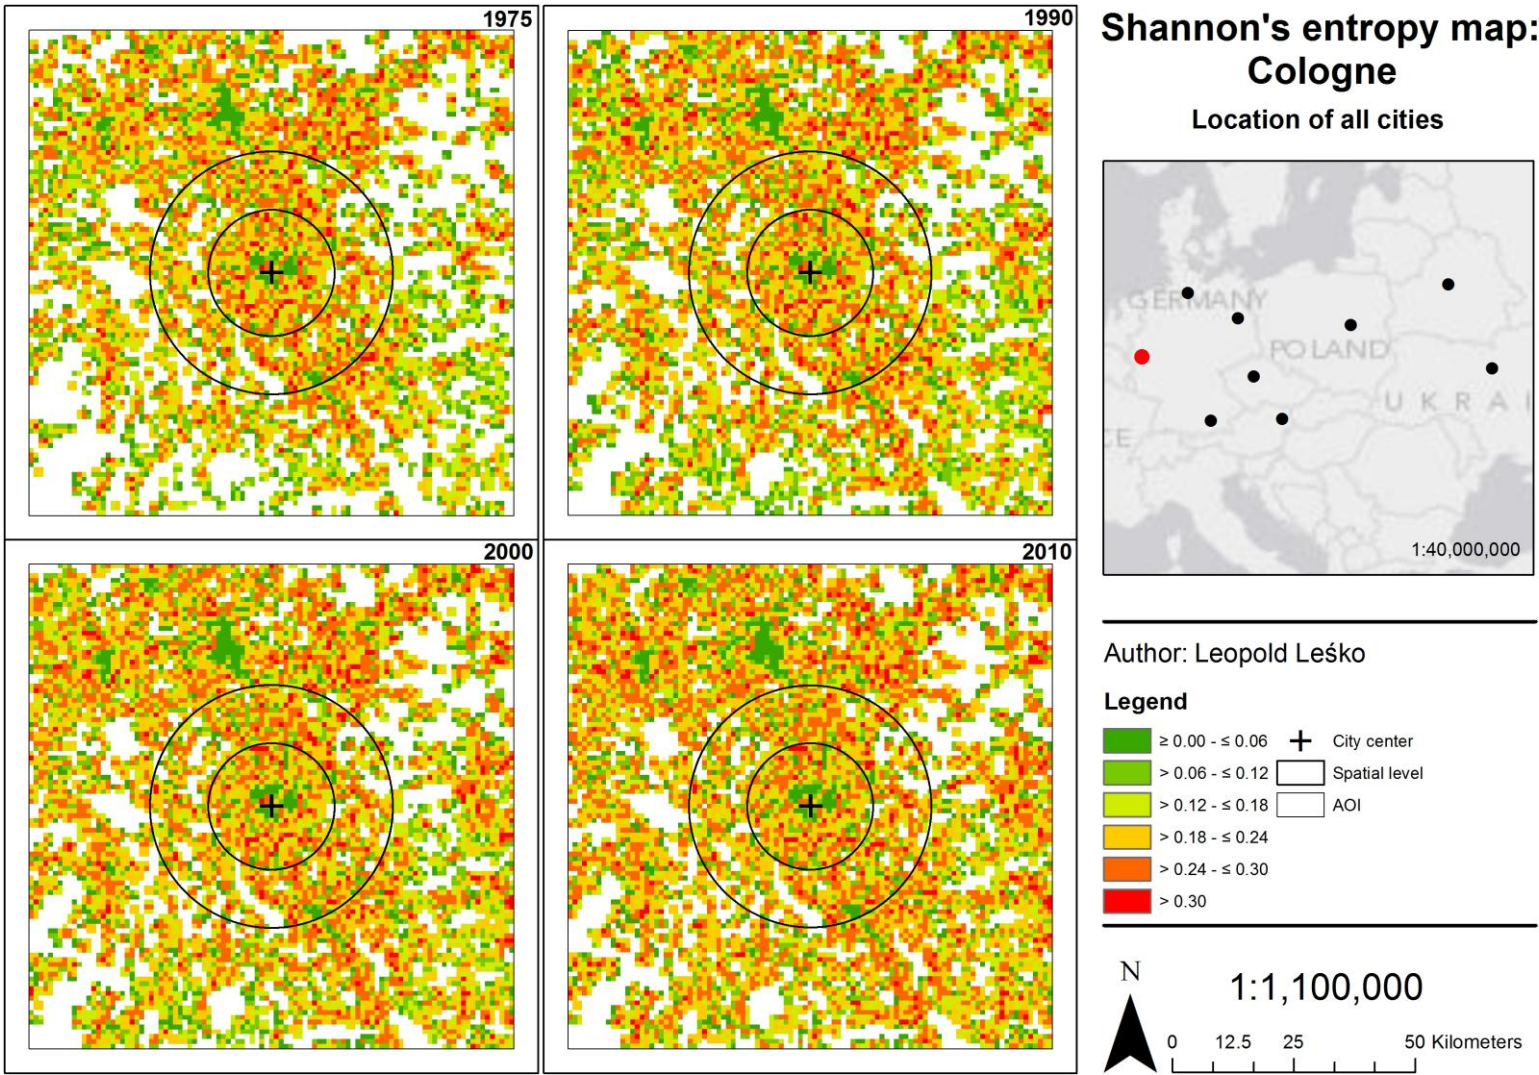 1975
1990
2000
2010
Shannon's entropy map:
Cologne
Location of all cities
GERMANY
POLAND
UKRAI
CE
1:40,000,000
Author: Leopold Leśko
Legend
≥ 0.00 - ≤ 0.06
> 0.06 - ≤ 0.12
> 0.12 - ≤ 0.18
> 0.18 - ≤ 0.24
> 0.24 - ≤ 0.30
> 0.30
City center
Spatial level
AOI
N
1:1,100,000
0 12.5 25 50 Kilometers